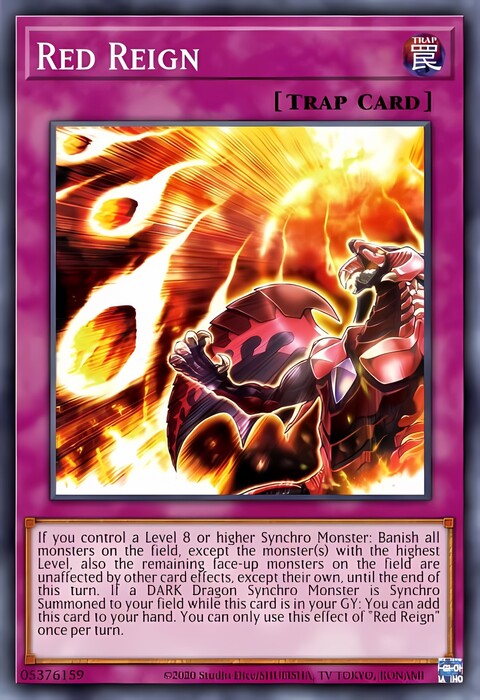 RED REIGN
TRAP
罠
[TRAP CARD]
If you control a Level 8 or higher Synchro Monster: Banish all
monsters on the field, except the monster(s) with the highest
Level, also the remaining face-up monsters on the field are
unaffected by other card effects, except their own, until the end of
this turn. If a DARK Dragon Synchro Monster is Synchro
Summoned to your field while this card is in your GY: You can add
this card to your hand. You can only use this effect of "Red Reign"
once per turn.
05376159
©2020 Studio Dice/SHUEISHA, TV TOKYO, KONAMI